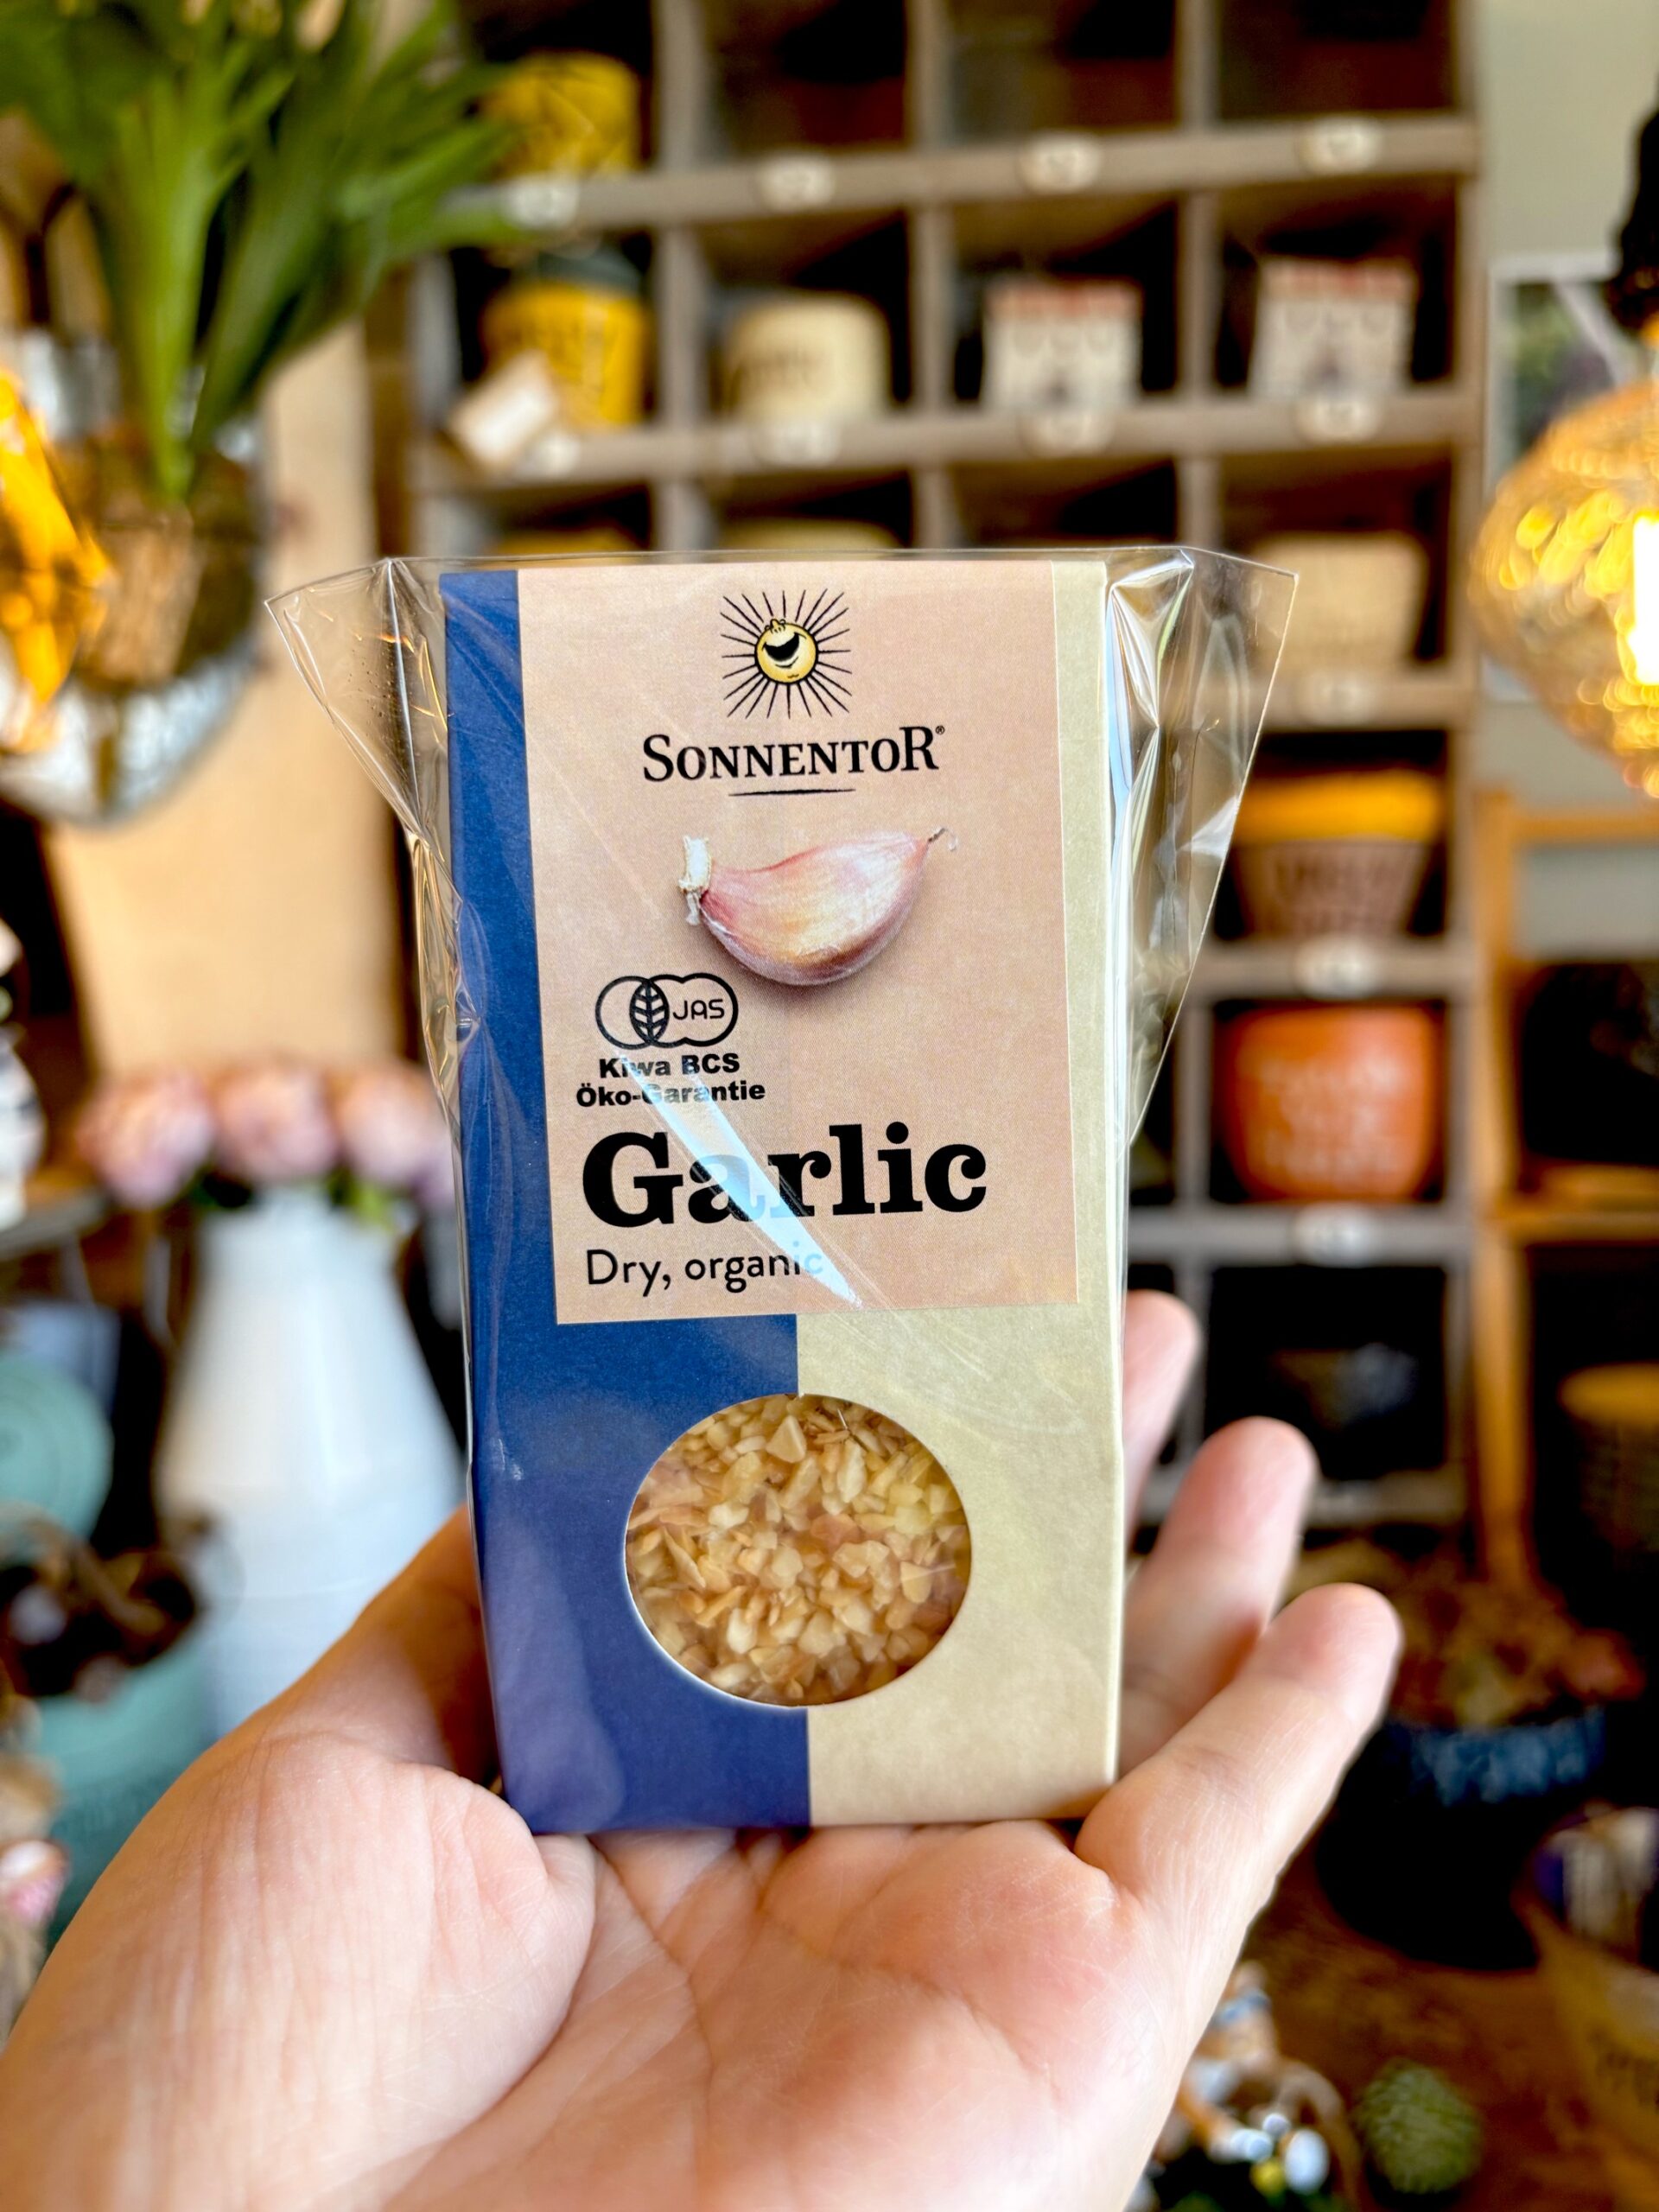 SONNENTOR®
JAS
Kiwa BCS
Öko-Garantie
Garlic
Dry, organic